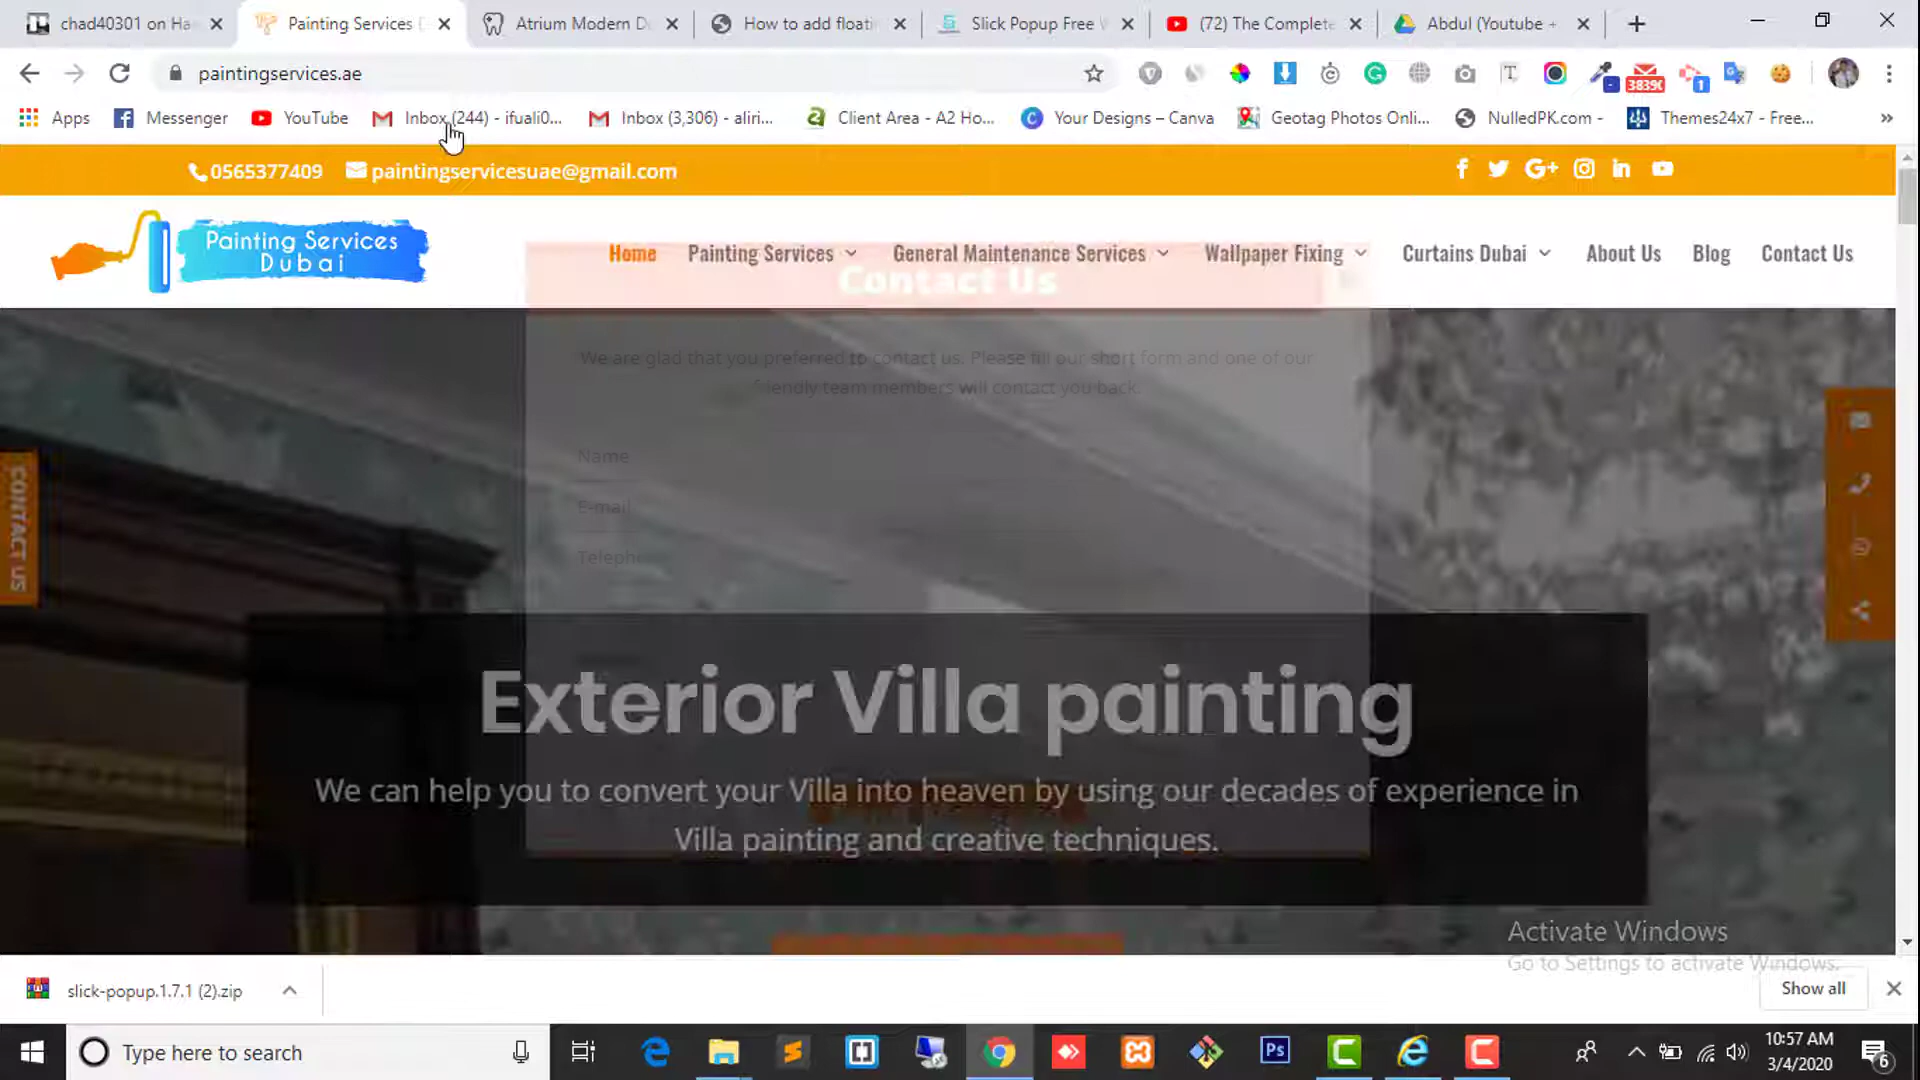 chad40301 on Ha
Painting Services D
Atrium Modern D
How to add floati
Slick Popup Free V
(72) The Complete
Abdul (Youtube +
paintingservices.ae
3839
1
Apps
Messenger
YouTube
Inbox (244) - ifuali0...
Inbox (3,306) - aliri...
Client Area - A2 Ho...
Your Designs – Canva
Geotag Photos Onli...
NulledPK.com -
Themes24x7 - Free...
»
0565377409
paintingservicesuae@gmail.com
Painting Services
Dubai
Home
Painting Services
General Maintenance Services
Wallpaper Fixing
Curtains Dubai
About Us
Blog
Contact Us
Contact Us
We are glad that you preferred to contact us. Please fill our short form and one of our
friendly team members will contact you back.
Name
E-mail
CONTACT US
Exterior Villa painting
We can help you to convert your Villa into heaven by using our decades of experience in
Villa painting and creative techniques.
Activate Windows
Go to Settings to activate Windows.
slick-popup.1.7.1 (2).zip
Show all
Type here to search
Ps
10:57 AM
3/4/2020
6